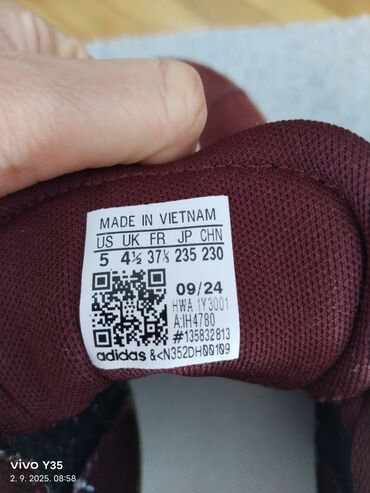 MADE IN VIETNAM
US UK FR JP CHN
5 4½ 37⅓ 235 230
09/24
HWA 1Y3001
A:IH4780
#135832813
adidas &<N352DH00109
vivo Y35
2. 9. 2025. 08:58